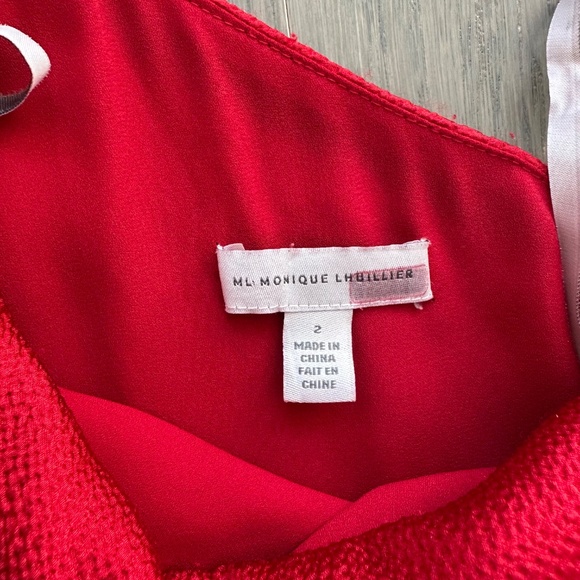 ML MONIQUE LHUILLIER
2
MADE IN
CHINA
FAIT EN
CHINE